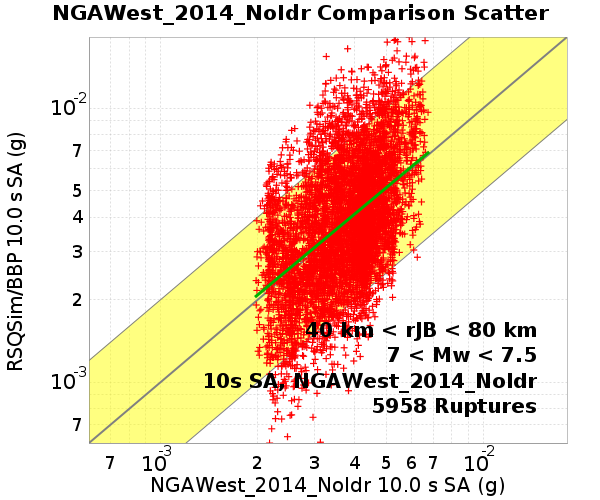 NGAWest_2014_NoIdr Comparison Scatter
10-2
7
5
4
3
2
10-3
7
RSQSim/BBP 10.0 s SA (g)
40 km < rJB < 80 km
7 < Mw < 7.5
10s SA, NGAWest_2014_NoIdr
5958 Ruptures
7 10-3 2 3 4 5 6 7 10-2
NGAWest_2014_NoIdr 10.0 s SA (g)